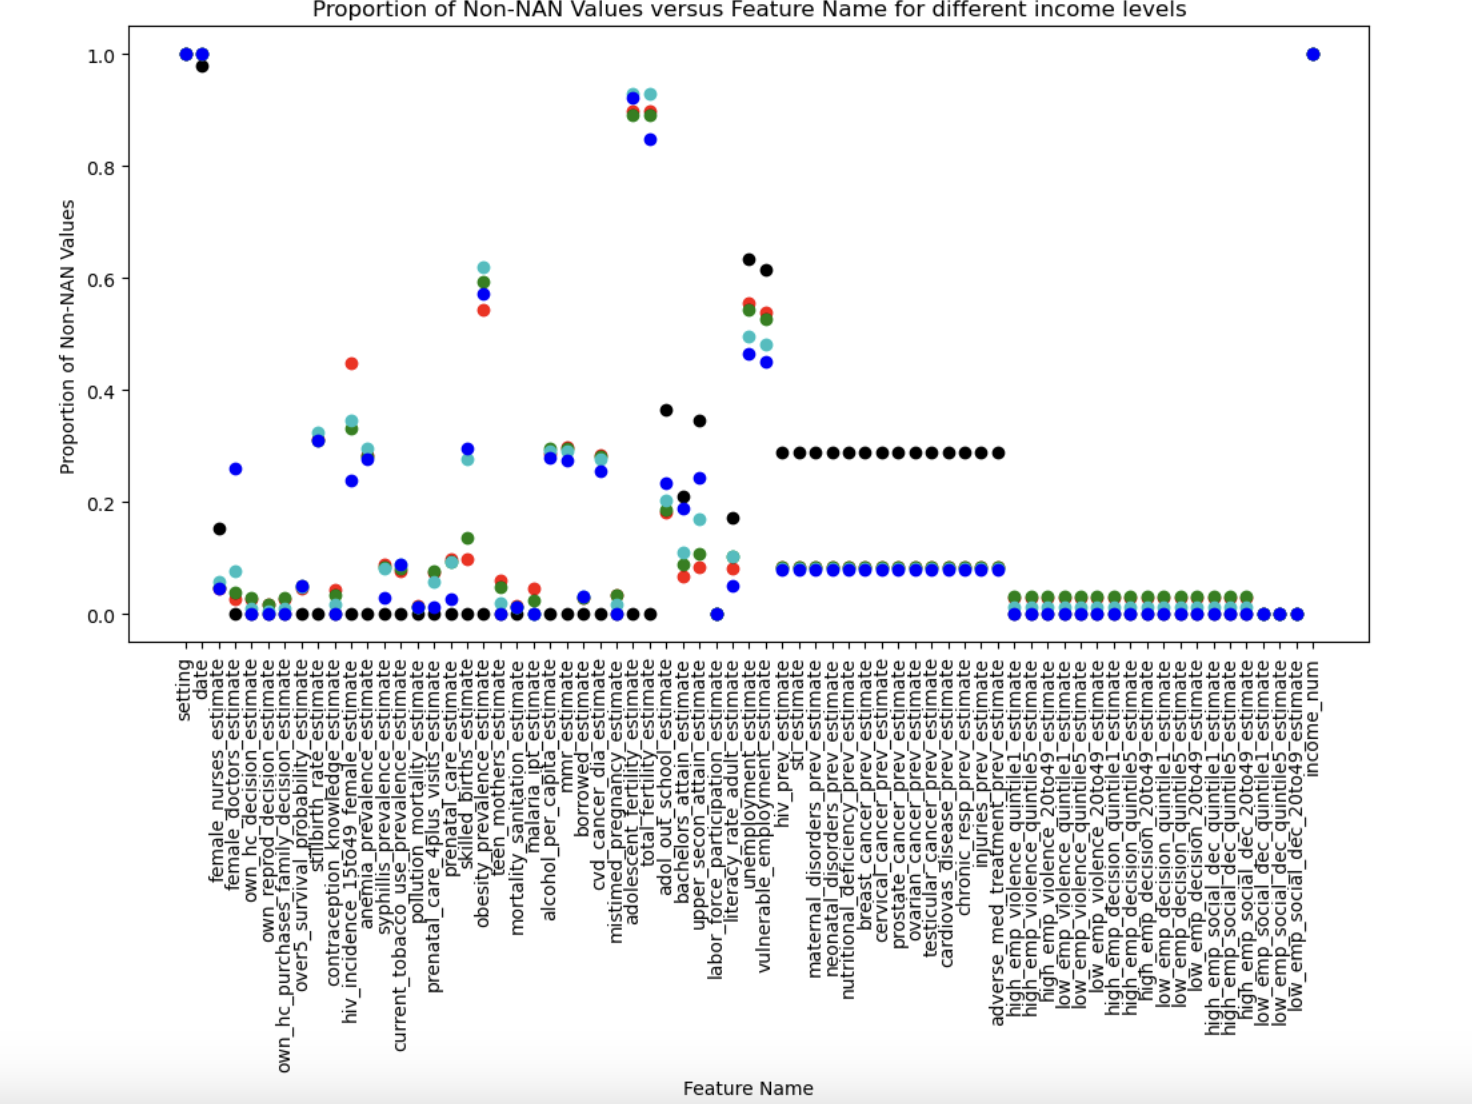 Proportion of Non-NAN Values versus Feature Name for different income levels
Proportion of Non-NAN Values
1.0
0.8
0.6
0.4
0.2
0.0
setting
date
female_nurses_estimate
female_doctors_estimate
own_hc_decision_estimate
own_reprod_decision_estimate
own_hc_purchases_family_decision_estimate
over5_survival_probability_estimate
stillbirth_rate_estimate
contraception_knowledge_estimate
hiv_incidence_15to49_female_estimate
anemia_prevalence_estimate
syphillis_prevalence_estimate
current_tobacco_use_prevalence_estimate
pollution_mortality_estimate
prenatal_care_4plus_visits_estimate
prenatal_care_estimate
skilled_births_estimate
obesity_prevalence_estimate
teen_mothers_estimate
mortality_sanitation_estimate
malaria_ipt_estimate
alcohol_per_capita_estimate
mmr_estimate
borrowed_estimate
cvd_cancer_dia_estimate
mistimed_pregnancy_estimate
adolescent_fertility_estimate
total_fertility_estimate
adol_out_school_estimate
bachelors_attain_estimate
upper_secon_attain_estimate
labor_force_participation_estimate
literacy_rate_adult_estimate
unemployment_estimate
vulnerable_employment_estimate
hiv_prev_estimate
sti_estimate
maternal_disorders_prev_estimate
neonatal_disorders_prev_estimate
nutritional_deficiency_prev_estimate
breast_cancer_prev_estimate
cervical_cancer_prev_estimate
prostate_cancer_prev_estimate
ovarian_cancer_prev_estimate
testicular_cancer_prev_estimate
cardiovas_disease_prev_estimate
chronic_resp_prev_estimate
injuries_prev_estimate
adverse_med_treatment_prev_estimate
high_emp_violence_quintile1_estimate
high_emp_violence_quintile5_estimate
high_emp_violence_20to49_estimate
low_emp_violence_quintile1_estimate
low_emp_violence_quintile5_estimate
low_emp_violence_20to49_estimate
high_emp_decision_quintile1_estimate
high_emp_decision_quintile5_estimate
high_emp_decision_20to49_estimate
low_emp_decision_quintile1_estimate
low_emp_decision_quintile5_estimate
low_emp_decision_20to49_estimate
high_emp_social_dec_quintile1_estimate
high_emp_social_dec_quintile5_estimate
high_emp_social_dec_20to49_estimate
low_emp_social_dec_quintile1_estimate
low_emp_social_dec_quintile5_estimate
low_emp_social_dec_20to49_estimate
income_num
Feature Name